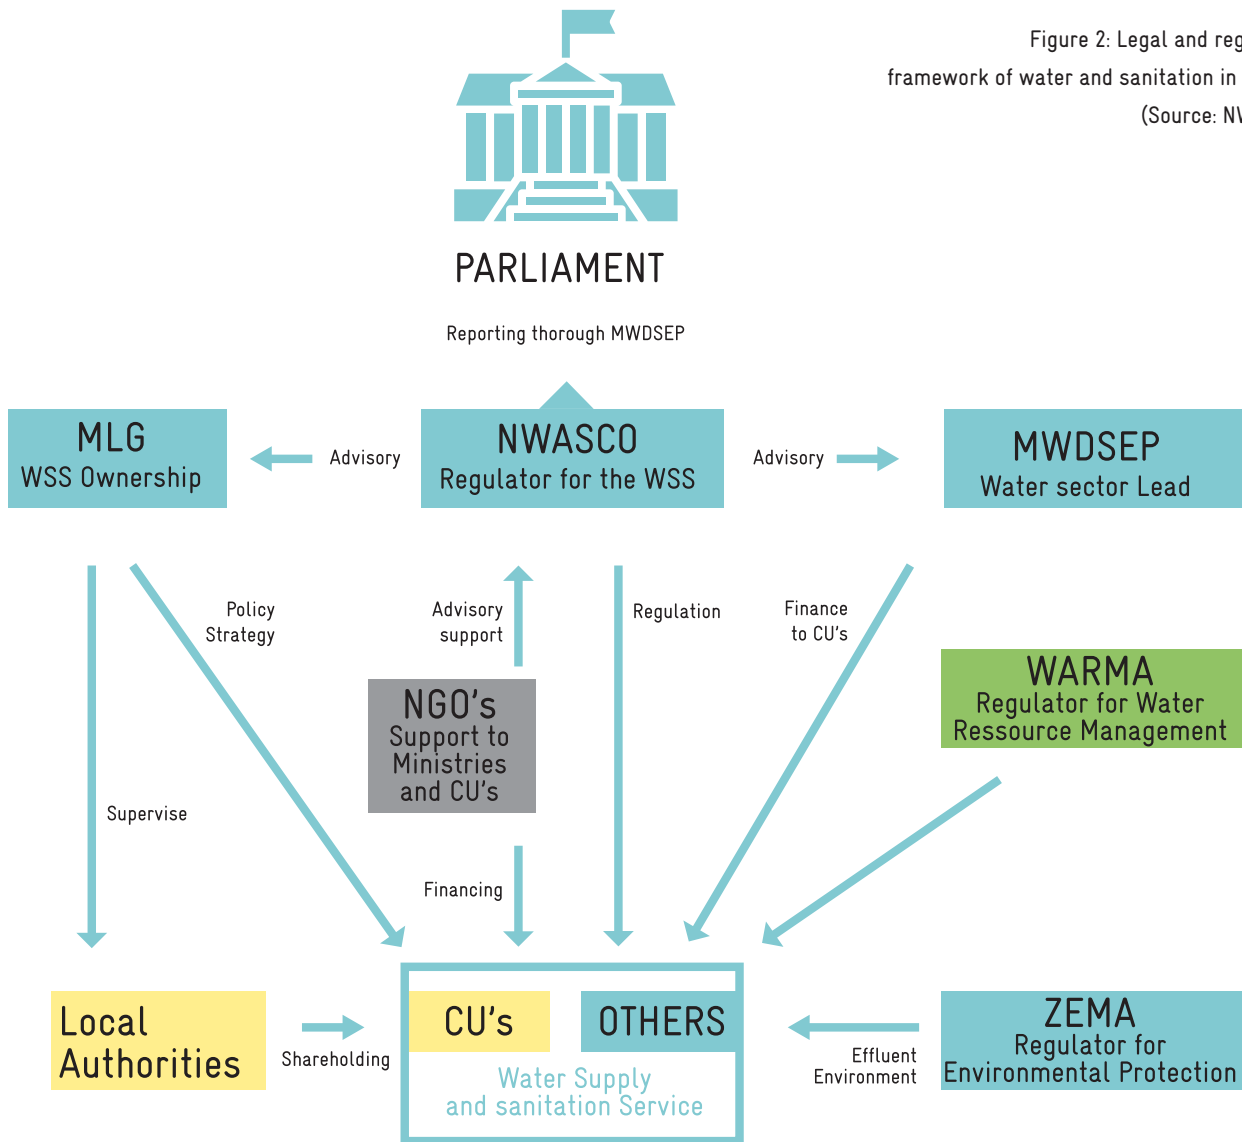 Figure 2: Legal and reg
framework of water and sanitation in
(Source: NW
PARLIAMENT
Reporting thorough MWDSEP
MLG
WSS Ownership
Advisory
NWASCO
Regulator for the WSS
Advisory
MWDSEP
Water sector Lead
Policy
Strategy
Advisory
support
Regulation
Finance
to CU's
NGO's
Support to
Ministries
and CU's
WARMA
Regulator for Water
Ressource Management
Supervise
Financing
Local
Authorities
Shareholding
CU's
OTHERS
Water Supply
and sanitation Service
Effluent
Environment
ZEMA
Regulator for
Environmental Protection